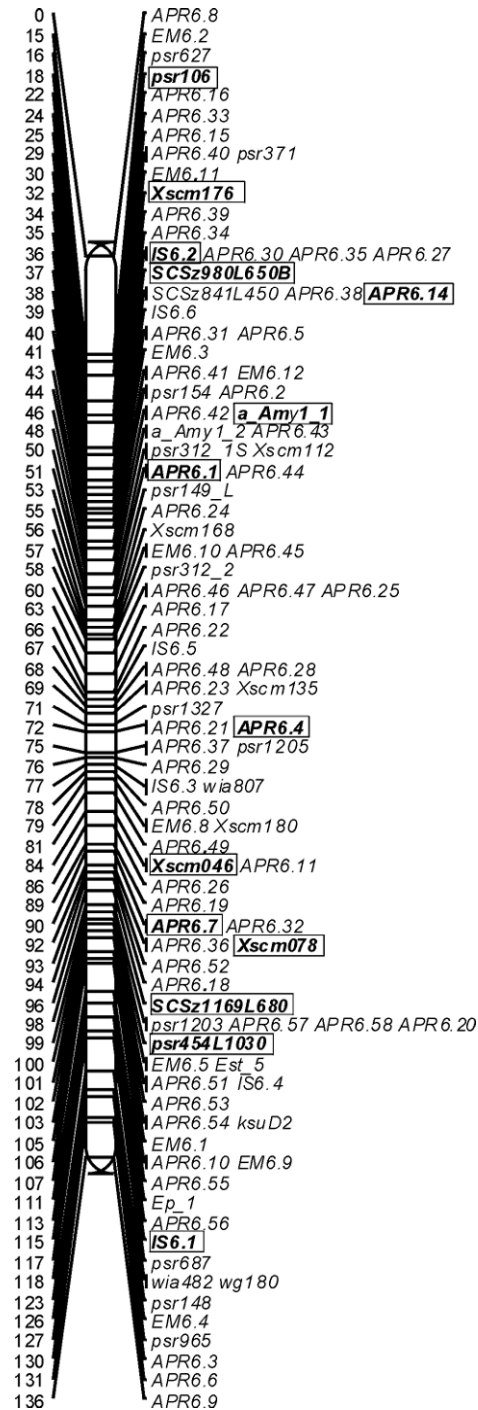 0 APR6.8
15 EM6.2
16 psr627
18 psr106
22 APR6.16
24 APR6.33
25 APR6.15
29 APR6.40 psr371
30 EM6.11
32 Xscm176
34 APR6.39
35 APR6.34
36 IS6.2 APR6.30 APR6.35 APR6.27
37 SCSz980L650B
38 SCSz841L450 APR6.38 APR6.14
39 IS6.6
40 APR6.31 APR6.5
41 EM6.3
43 APR6.41 EM6.12
44 psr154 APR6.2
46 APR6.42 a_Amy1_1
48 a_Amy1_2 APR6.43
50 psr312_1S Xscm112
51 APR6.1 APR6.44
53 psr149_L
55 APR6.24
56 Xscm168
57 EM6.10 APR6.45
58 psr312_2
60 APR6.46 APR6.47 APR6.25
63 APR6.17
66 APR6.22
67 IS6.5
68 APR6.48 APR6.28
69 APR6.23 Xscm135
71 psr1327
72 APR6.21 APR6.4
75 APR6.37 psr1205
76 APR6.29
77 IS6.3 wia807
78 APR6.50
79 EM6.8 Xscm180
81 APR6.49
84 Xscm046 APR6.11
86 APR6.26
89 APR6.19
90 APR6.7 APR6.32
92 APR6.36 Xscm078
93 APR6.52
94 APR6.18
96 SCSz1169L680
98 psr1203 APR6.57 APR6.58 APR6.20
99 psr454L1030
100 EM6.5 Est_5
101 APR6.51 IS6.4
102 APR6.53
103 APR6.54 ksuD2
105 EM6.1
106 APR6.10 EM6.9
107 APR6.55
111 Ep_1
113 APR6.56
115 IS6.1
117 psr687
118 wia482 wg180
123 psr148
126 EM6.4
127 psr965
130 APR6.3
131 APR6.6
136 APR6.9